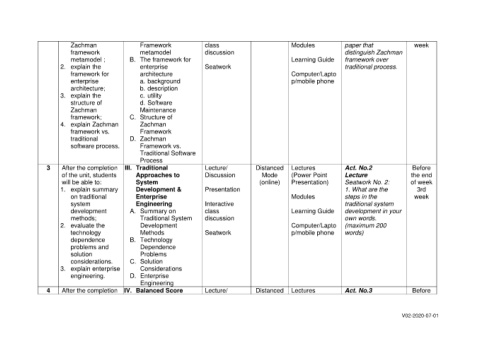 Zachman
framework
metamodel ;
2. explain the
framework for
enterprise
architecture;
3. explain the
structure of
Zachman
framework;
4. explain Zachman
framework vs.
traditional
software process.
Framework
metamodel
B. The framework for
enterprise
architecture
a. background
b. description
c. utility
d. Software
Maintenance
C. Structure of
Zachman
Framework
D. Zachman
Framework vs.
Traditional Software
Process
class
discussion
Seatwork
Modules
Learning Guide
Computer/Lapto
p/mobile phone
paper that
distinguish Zachman
framework over
traditional process.
week
3
After the completion
of the unit, students
will be able to:
1. explain summary
on traditional
system
development
methods;
2. evaluate the
technology
dependence
problems and
solution
considerations.
3. explain enterprise
engineering.
III. Traditional
Approaches to
System
Development &
Enterprise
Engineering
A. Summary on
Traditional System
Development
Methods
B. Technology
Dependence
Problems
C. Solution
Considerations
D. Enterprise
Engineering
Lecture/
Discussion
Presentation
Interactive
class
discussion
Seatwork
Distanced
Mode
(online)
Lectures
(Power Point
Presentation)
Modules
Learning Guide
Computer/Lapto
p/mobile phone
Act. No.2
Lecture
Seatwork No. 2:
1. What are the
steps in the
traditional system
development in your
own words.
(maximum 200
words)
Before
the end
of week
3rd
week
4
After the completion
IV. Balanced Score
Lecture/
Distanced
Lectures
Act. No.3
Before
V02-2020-07-01